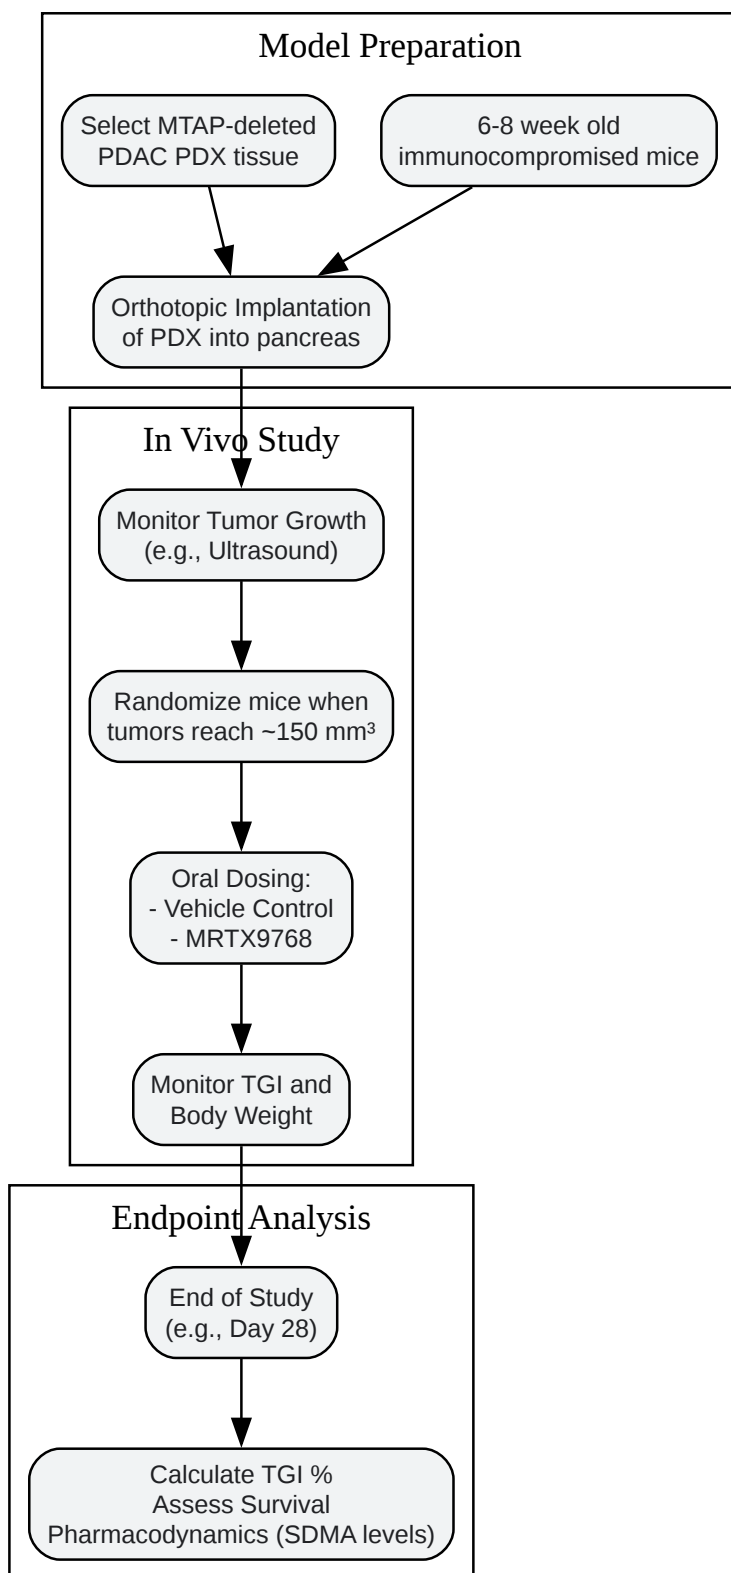 Model Preparation
Select MTAP-deleted
PDAC PDX tissue
6-8 week old
immunocompromised mice
Orthotopic Implantation
of PDX into pancreas
In Vivo Study
Monitor Tumor Growth
(e.g., Ultrasound)
Randomize mice when
tumors reach ~150 mm³
Oral Dosing:
- Vehicle Control
- MRTX9768
Monitor TGI and
Body Weight
Endpoint Analysis
End of Study
(e.g., Day 28)
Calculate TGI %
Assess Survival
Pharmacodynamics (SDMA levels)